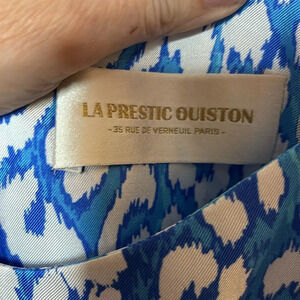 LA PRESTIC OUISTON
- 35 RUE DE VERNEUIL PARIS -